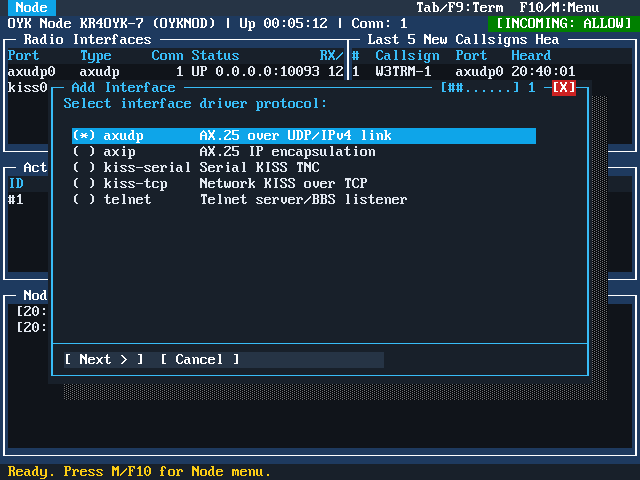 Node Tab/F9:Term F10/M:Menu
OYK Node KR4OYK-7 (OYKNOD) | Up 00:05:12 | Conn: 1 [INCOMING: ALLOW]
Radio Interfaces Last 5 New Callsigns Hea
Port Type Conn Status RX/ # Callsign Port Heard
axudp0 axudp 1 UP 0.0.0.0:10093 12 1 W3TRM-1 axudp0 20:40:01
kiss0
Add Interface [##......] 1 [X]
Select interface driver protocol:
(*) axudp AX.25 over UDP/IPv4 link
( ) axip AX.25 IP encapsulation
( ) kiss-serial Serial KISS TNC
( ) kiss-tcp Network KISS over TCP
( ) telnet Telnet server/BBS listener
Act
ID
#1
Nod
[20:
[20:
[ Next > ] [ Cancel ]
Ready. Press M/F10 for Node menu.